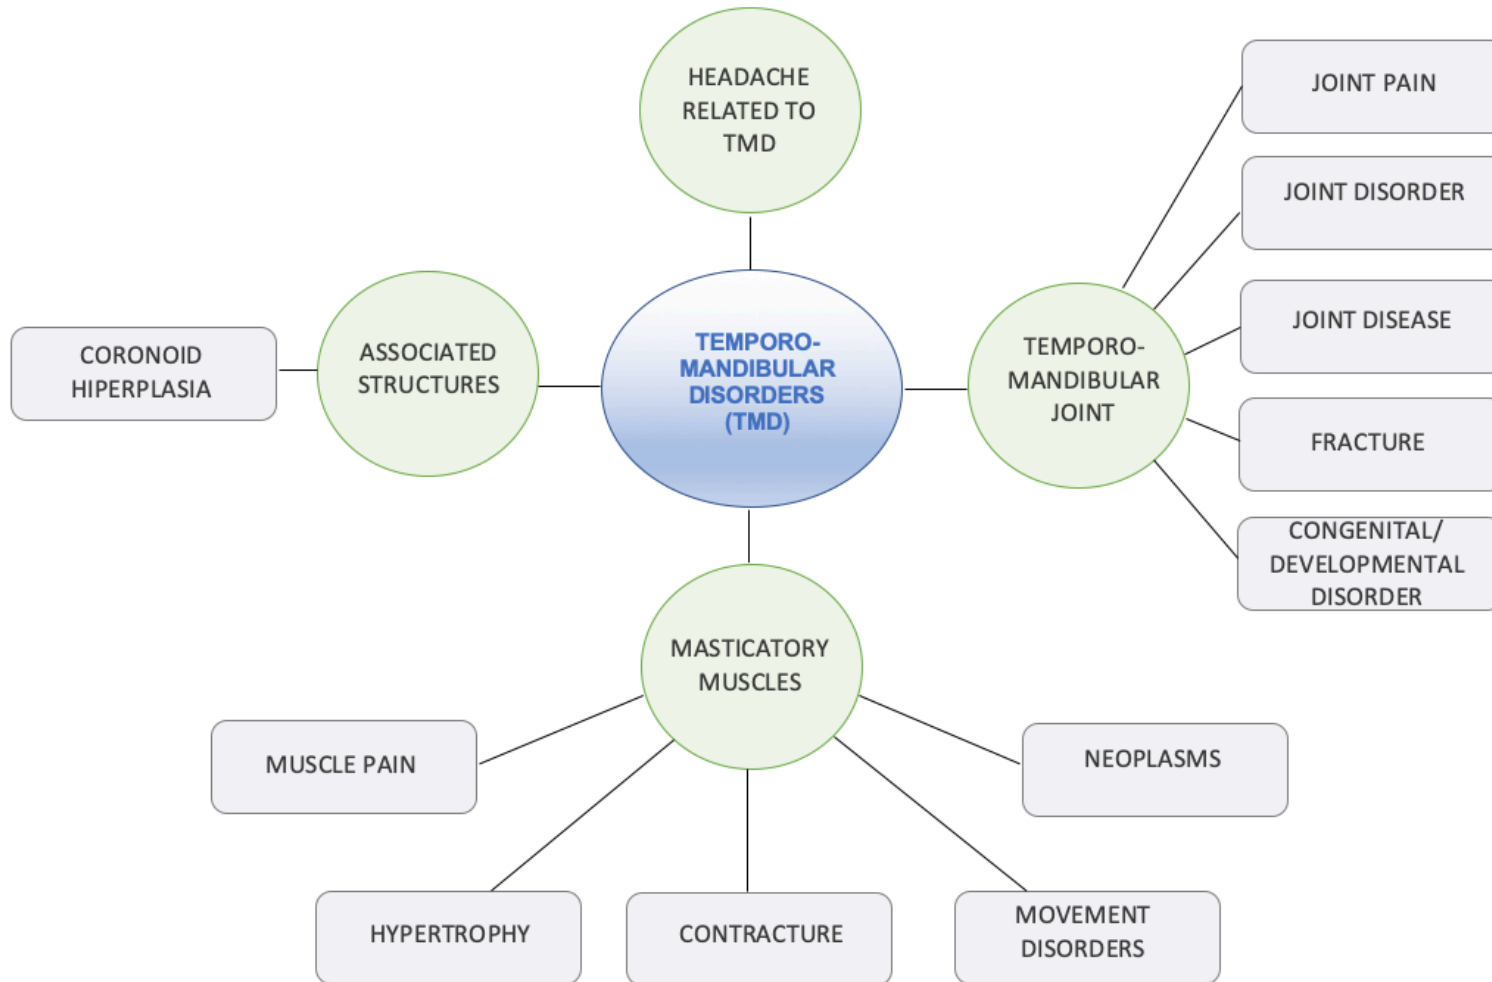 HEADACHE
RELATED TO
TMD
JOINT PAIN
JOINT DISORDER
JOINT DISEASE
FRACTURE
CONGENITAL/
DEVELOPMENTAL
DISORDER
TEMPORO-
MANDIBULAR
JOINT
TEMPORO-
MANDIBULAR
DISORDERS
(TMD)
ASSOCIATED
STRUCTURES
CORONOID
HIPERPLASIA
MASTICATORY
MUSCLES
MUSCLE PAIN
HYPERTROPHY
CONTRACTURE
MOVEMENT
DISORDERS
NEOPLASMS